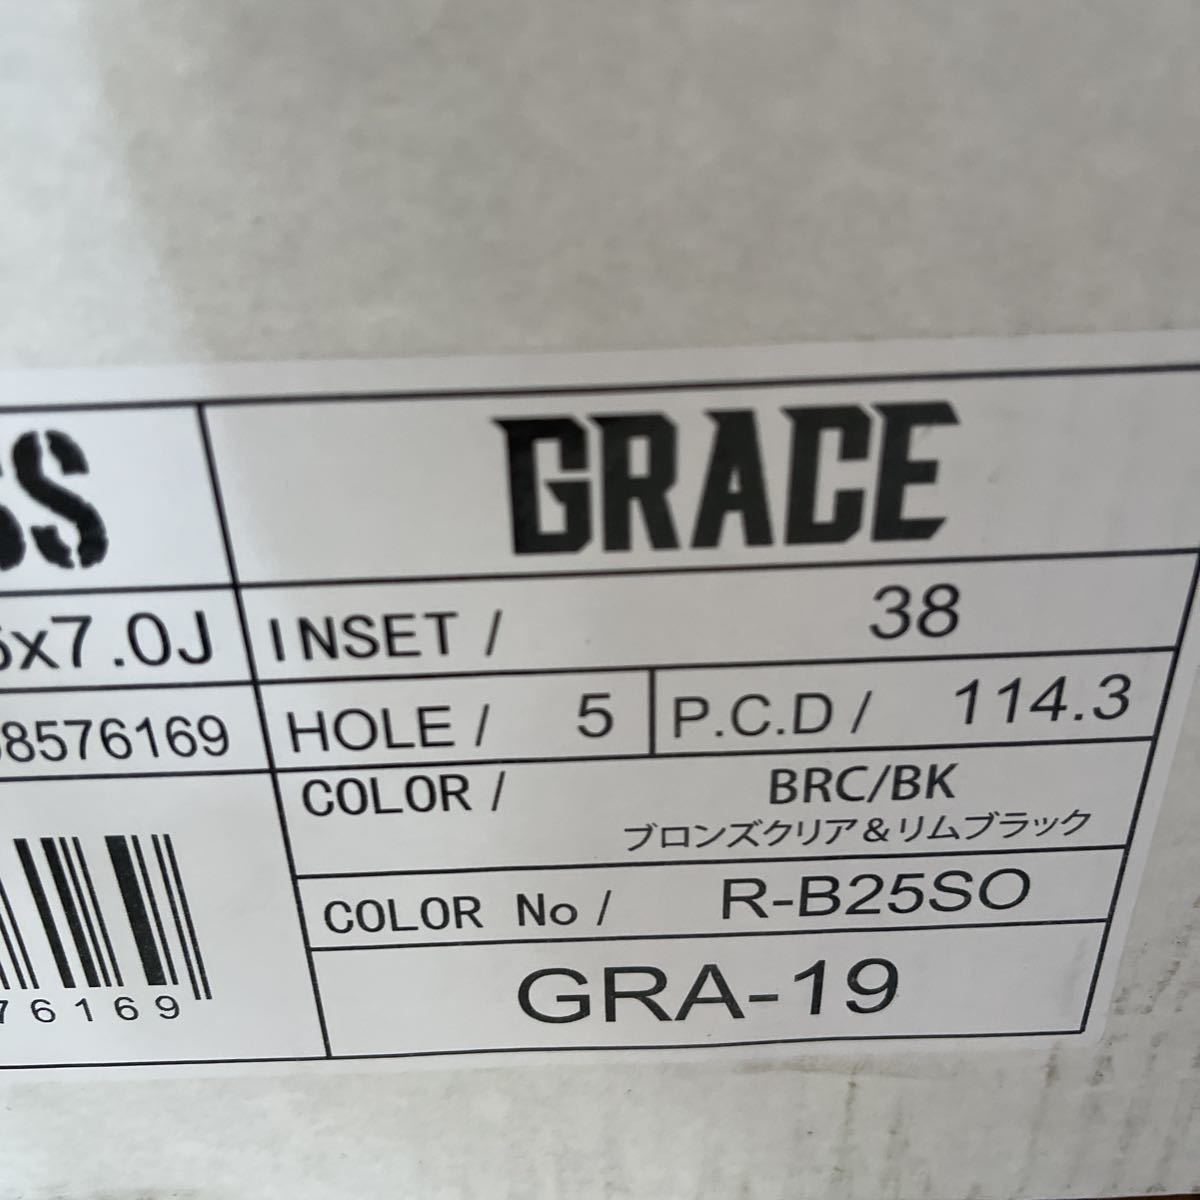 SS
GRACE
x7.0J
INSET / 38
8576169
HOLE / 5
P.C.D / 114.3
COLOR / BRC/BK
ブロンズクリア＆リムブラック
COLOR No / R-B25SO
GRA-19
76169